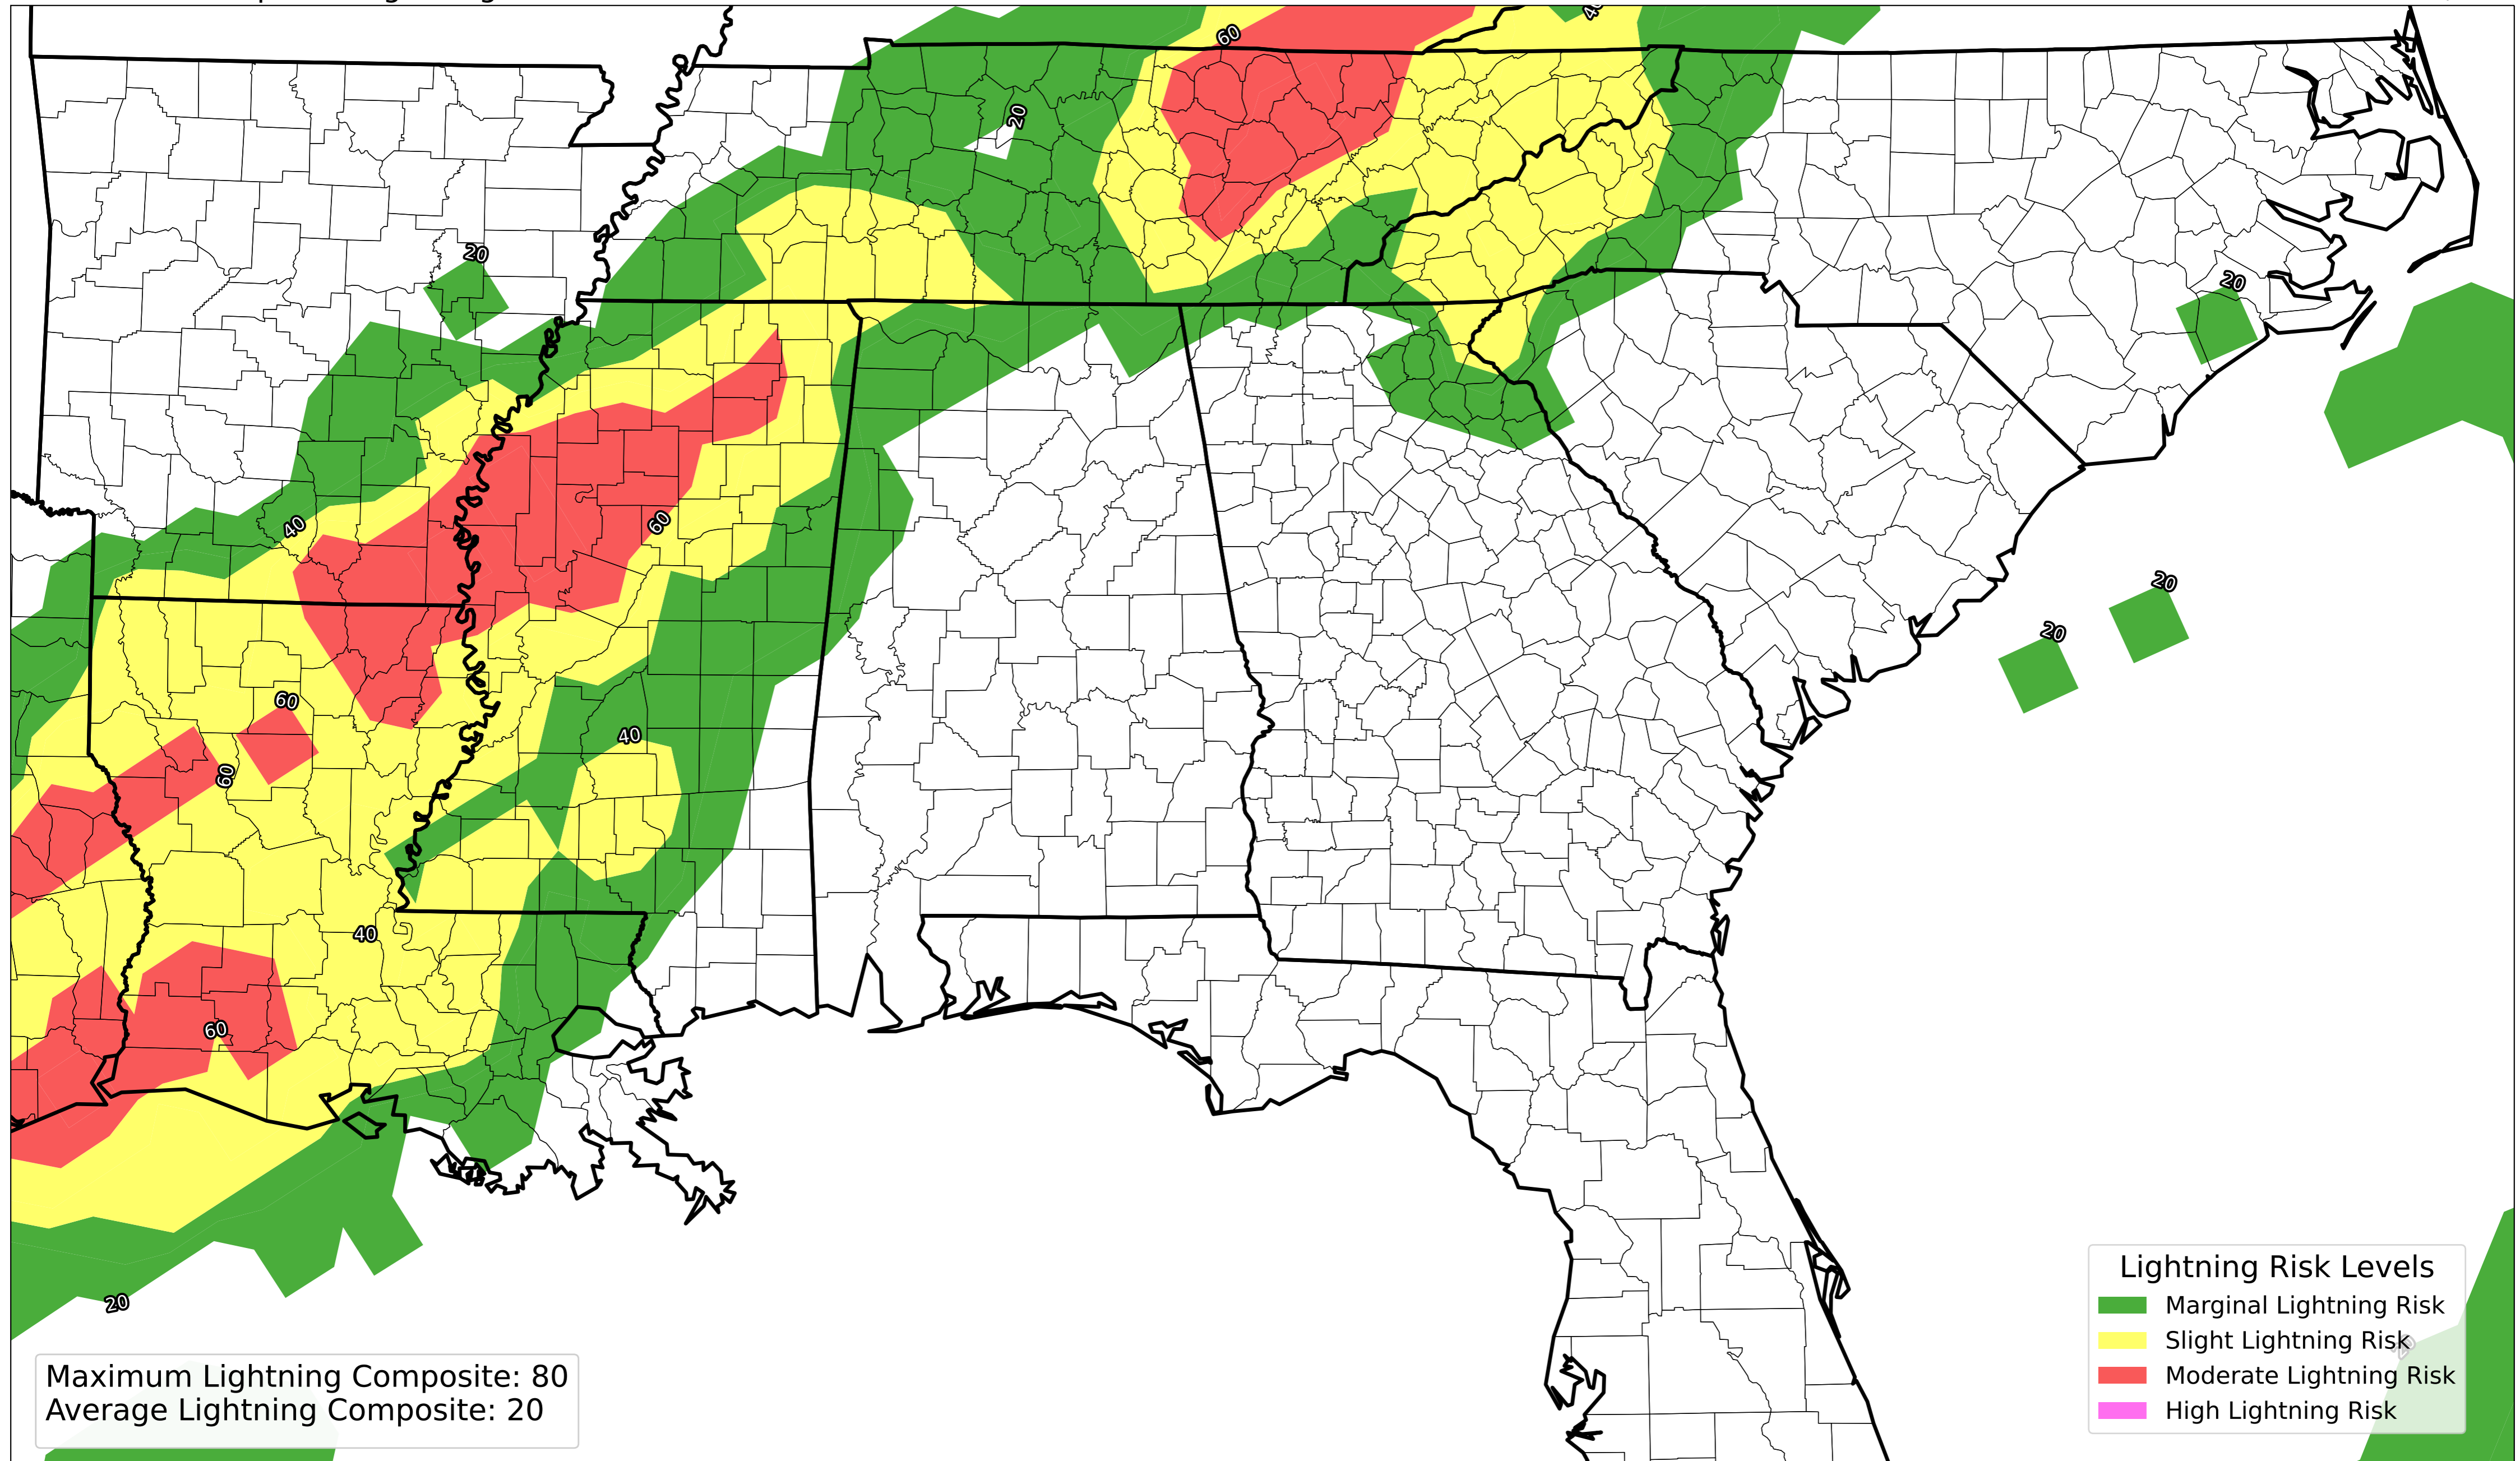 60
20
20
20
40
60
20
20
60
40
60
40
60
20
Lightning Risk Levels
Marginal Lightning Risk
Slight Lightning Risk
Moderate Lightning Risk
High Lightning Risk
Maximum Lightning Composite: 80
Average Lightning Composite: 20